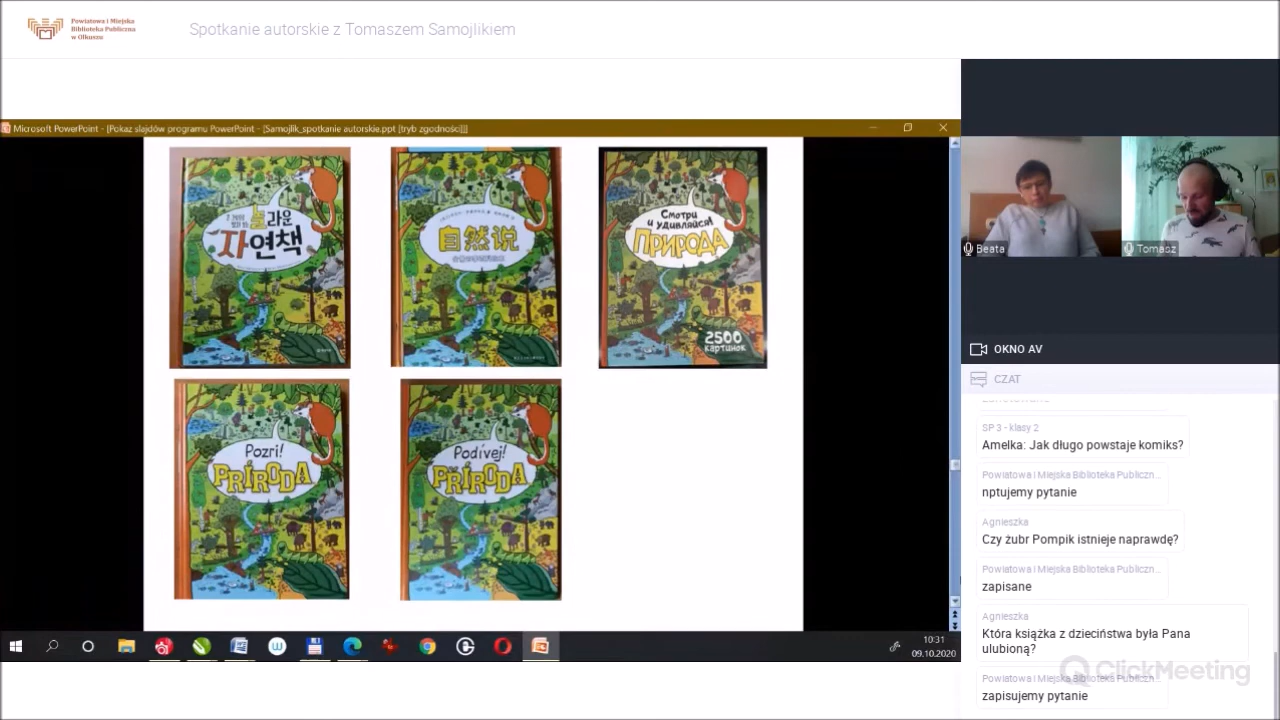 Powiatowa i Miejska
Biblioteka Publiczna
w Olkuszu
Spotkanie autorskie z Tomaszem Samojlikiem
Microsoft PowerPoint - [Pokaz slajdów programu PowerPoint - [Samojlik_spotkanie autorskie.ppt [tryb zgodności]]
놀라운
자연책
自然说
Смотри
и удивляйся!
ПРИРОДА
2500
картинок
Pozri!
PRÍRODA
Podívej!
PŘÍRODA
Beata
Tomasz
OKNO AV
CZAT
SP 3 - klasy 2
Amelka: Jak długo powstaje komiks?
Powiatowa i Miejska Biblioteka Publiczn...
nptujemy pytanie
Agnieszka
Czy żubr Pompik istnieje naprawdę?
Powiatowa i Miejska Biblioteka Publiczn...
zapisane
Agnieszka
Która książka z dzieciństwa była Pana
ulubioną?
Powiatowa i Miejska Biblioteka Publiczn...
zapisujemy pytanie
ClickMeeting
10:31
09.10.2020